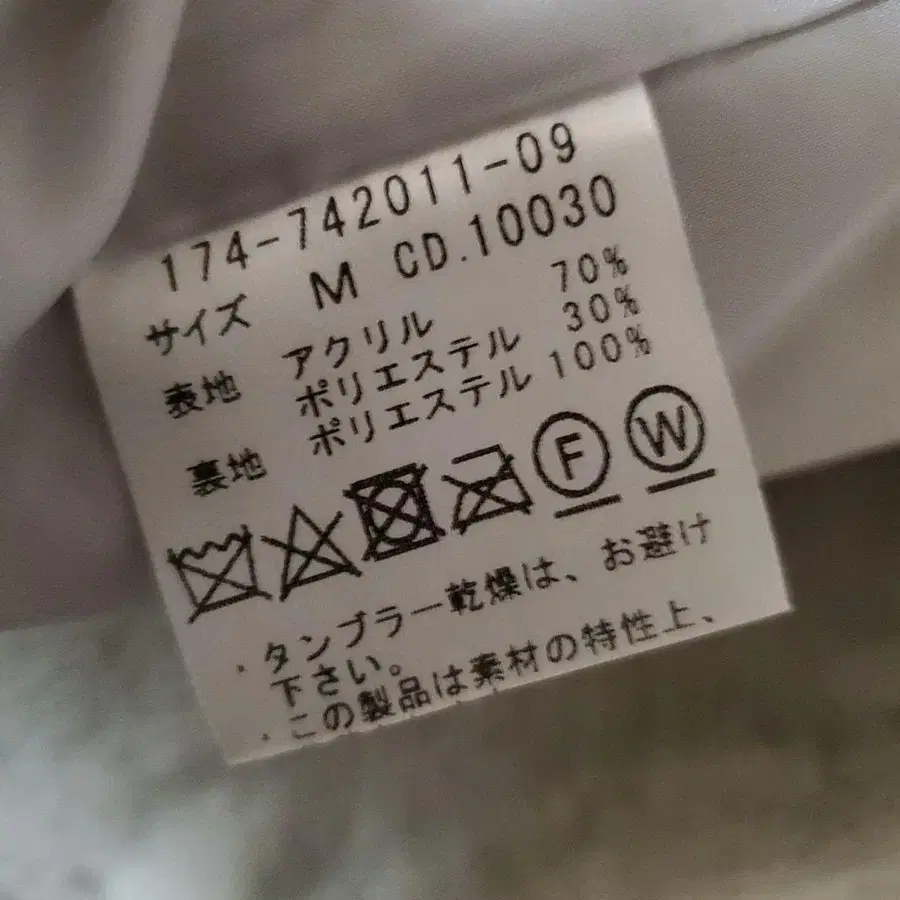 174-742011-09
サイズ M CD.10030
表地 アクリル 70%
ポリエステル 30%
裏地 ポリエステル 100%
F W
・タンブラー乾燥は、お避け
下さい。
・この製品は素材の特性上、